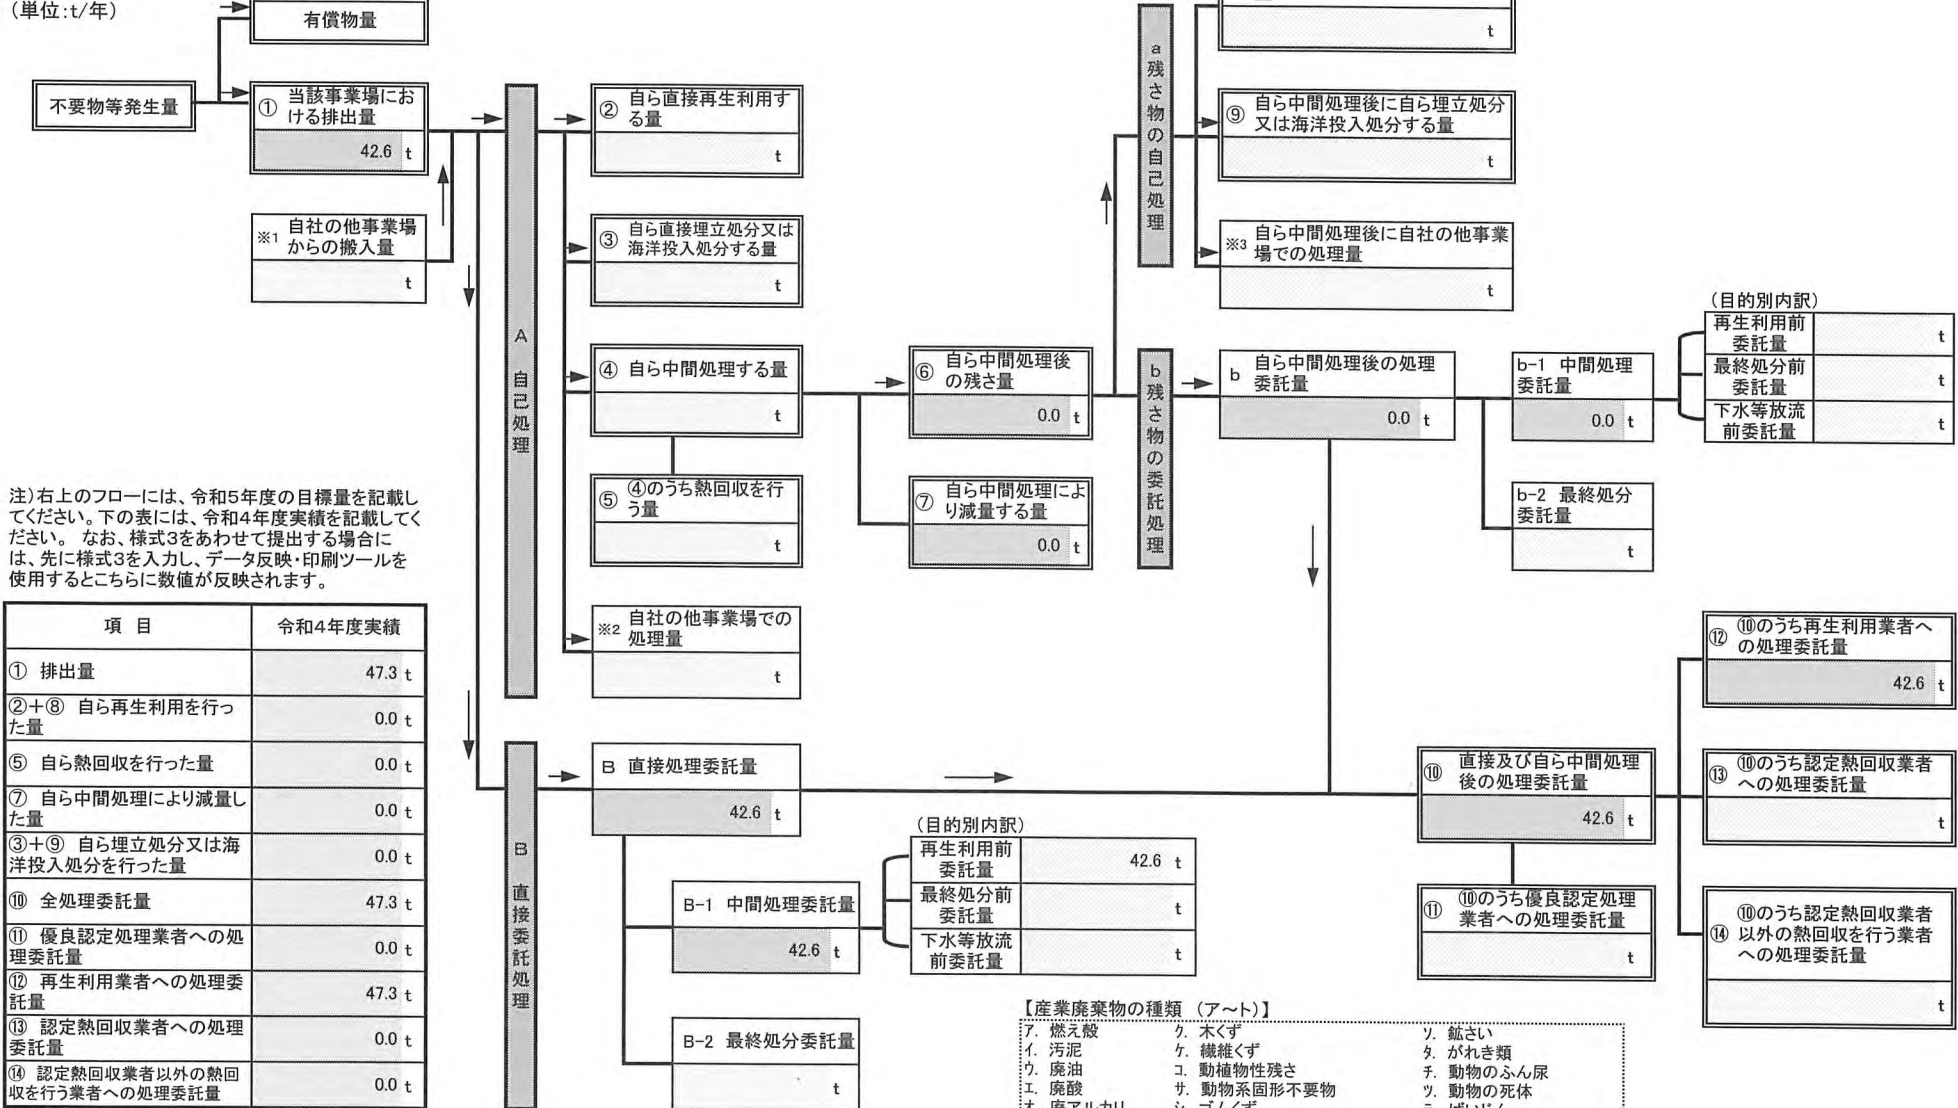 (単位:t/年)
有償物量
t
不要物等発生量
① 当該事業場にお
ける排出量
42.6 t
※1 自社の他事業場
からの搬入量
t
A 自己処理
② 自ら直接再生利用す
る量
t
③ 自ら直接埋立処分又は
海洋投入処分する量
t
④ 自ら中間処理する量
t
⑤ ④のうち熱回収を行
う量
t
※2 自社の他事業場での
処理量
t
⑥ 自ら中間処理後
の残さ量
0.0 t
⑦ 自ら中間処理によ
り減量する量
0.0 t
a 残さ物の自己処理
⑨ 自ら中間処理後に自ら埋立処分
又は海洋投入処分する量
t
※3 自ら中間処理後に自社の他事業
場での処理量
t
b 残さ物の委託処理
b 自ら中間処理後の処理
委託量
0.0 t
b-1 中間処理
委託量
0.0 t
b-2 最終処分
委託量
t
(目的別内訳)
再生利用前
委託量
t
最終処分前
委託量
t
下水等放流
前委託量
t
注)右上のフローには、令和5年度の目標量を記載し
てください。下の表には、令和4年度実績を記載してく
ださい。 なお、様式3をあわせて提出する場合に
は、先に様式3を入力し、データ反映・印刷ツールを
使用するとこちらに数値が反映されます。
項 目 令和4年度実績
① 排出量 47.3 t
②+⑧ 自ら再生利用を行っ
た量 0.0 t
⑤ 自ら熱回収を行った量 0.0 t
⑦ 自ら中間処理により減量し
た量 0.0 t
③+⑨ 自ら埋立処分又は海
洋投入処分を行った量 0.0 t
⑩ 全処理委託量 47.3 t
⑪ 優良認定処理業者への処
理委託量 0.0 t
⑫ 再生利用業者への処理委
託量 47.3 t
⑬ 認定熱回収業者への処理
委託量 0.0 t
⑭ 認定熱回収業者以外の熱回
収を行う業者への処理委託量 0.0 t
B 直接委託処理
B 直接処理委託量
42.6 t
B-1 中間処理委託量
42.6 t
B-2 最終処分委託量
t
(目的別内訳)
再生利用前
委託量
42.6 t
最終処分前
委託量
t
下水等放流
前委託量
t
⑩ 直接及び自ら中間処理
後の処理委託量
42.6 t
⑪ ⑩のうち優良認定処理
業者への処理委託量
t
⑫ ⑩のうち再生利用業者へ
の処理委託量
42.6 t
⑬ ⑩のうち認定熱回収業者
への処理委託量
t
⑭ ⑩のうち認定熱回収業者
以外の熱回収を行う業者
への処理委託量
t
【産業廃棄物の種類 (ア~ト)】
ア. 燃え殻 ク. 木くず ソ. 鉱さい
イ. 汚泥 ケ. 繊維くず タ. がれき類
ウ. 廃油 コ. 動植物性残さ チ. 動物のふん尿
エ. 廃酸 サ. 動物系固形不要物 ツ. 動物の死体
オ. 廃アルカリ シ. ゴムくず